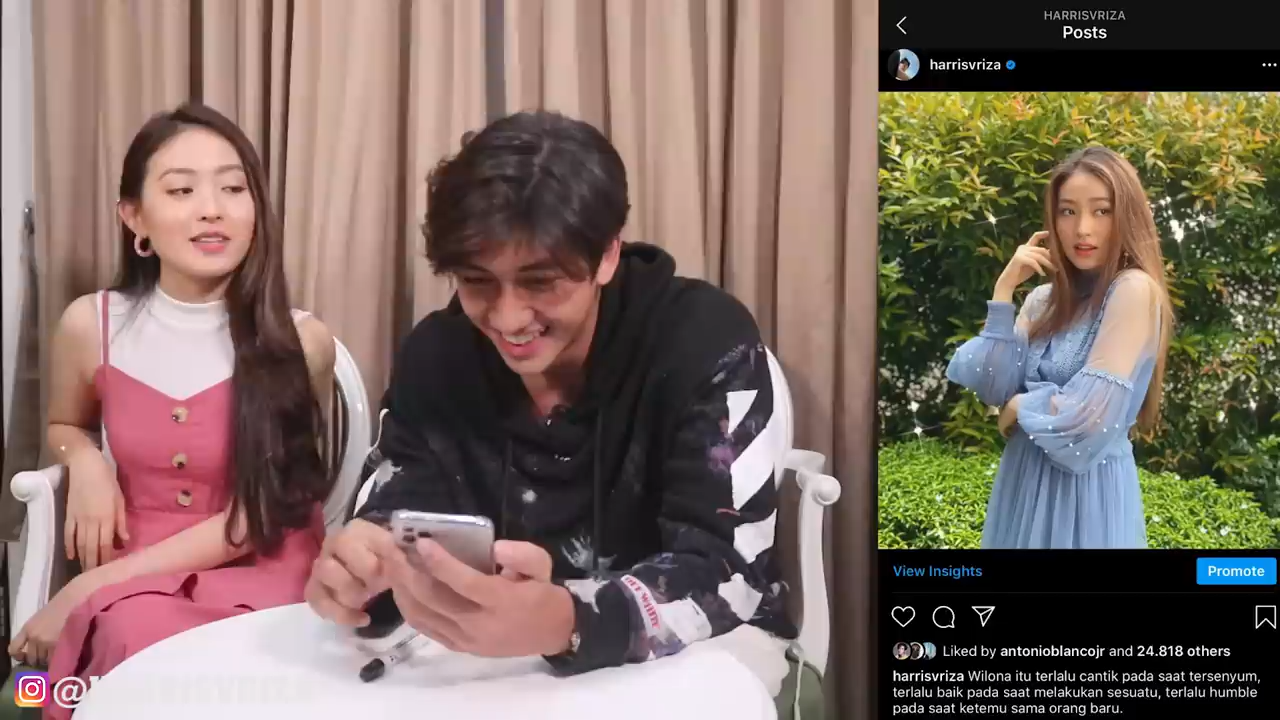 HARRISVRIZA
Posts
harrisvriza
View Insights
Promote
Liked by antonioblancojr and 24.818 others
harrisvriza Wilona itu terlalu cantik pada saat tersenyum,
terlalu baik pada saat melakukan sesuatu, terlalu humble
pada saat ketemu sama orang baru.